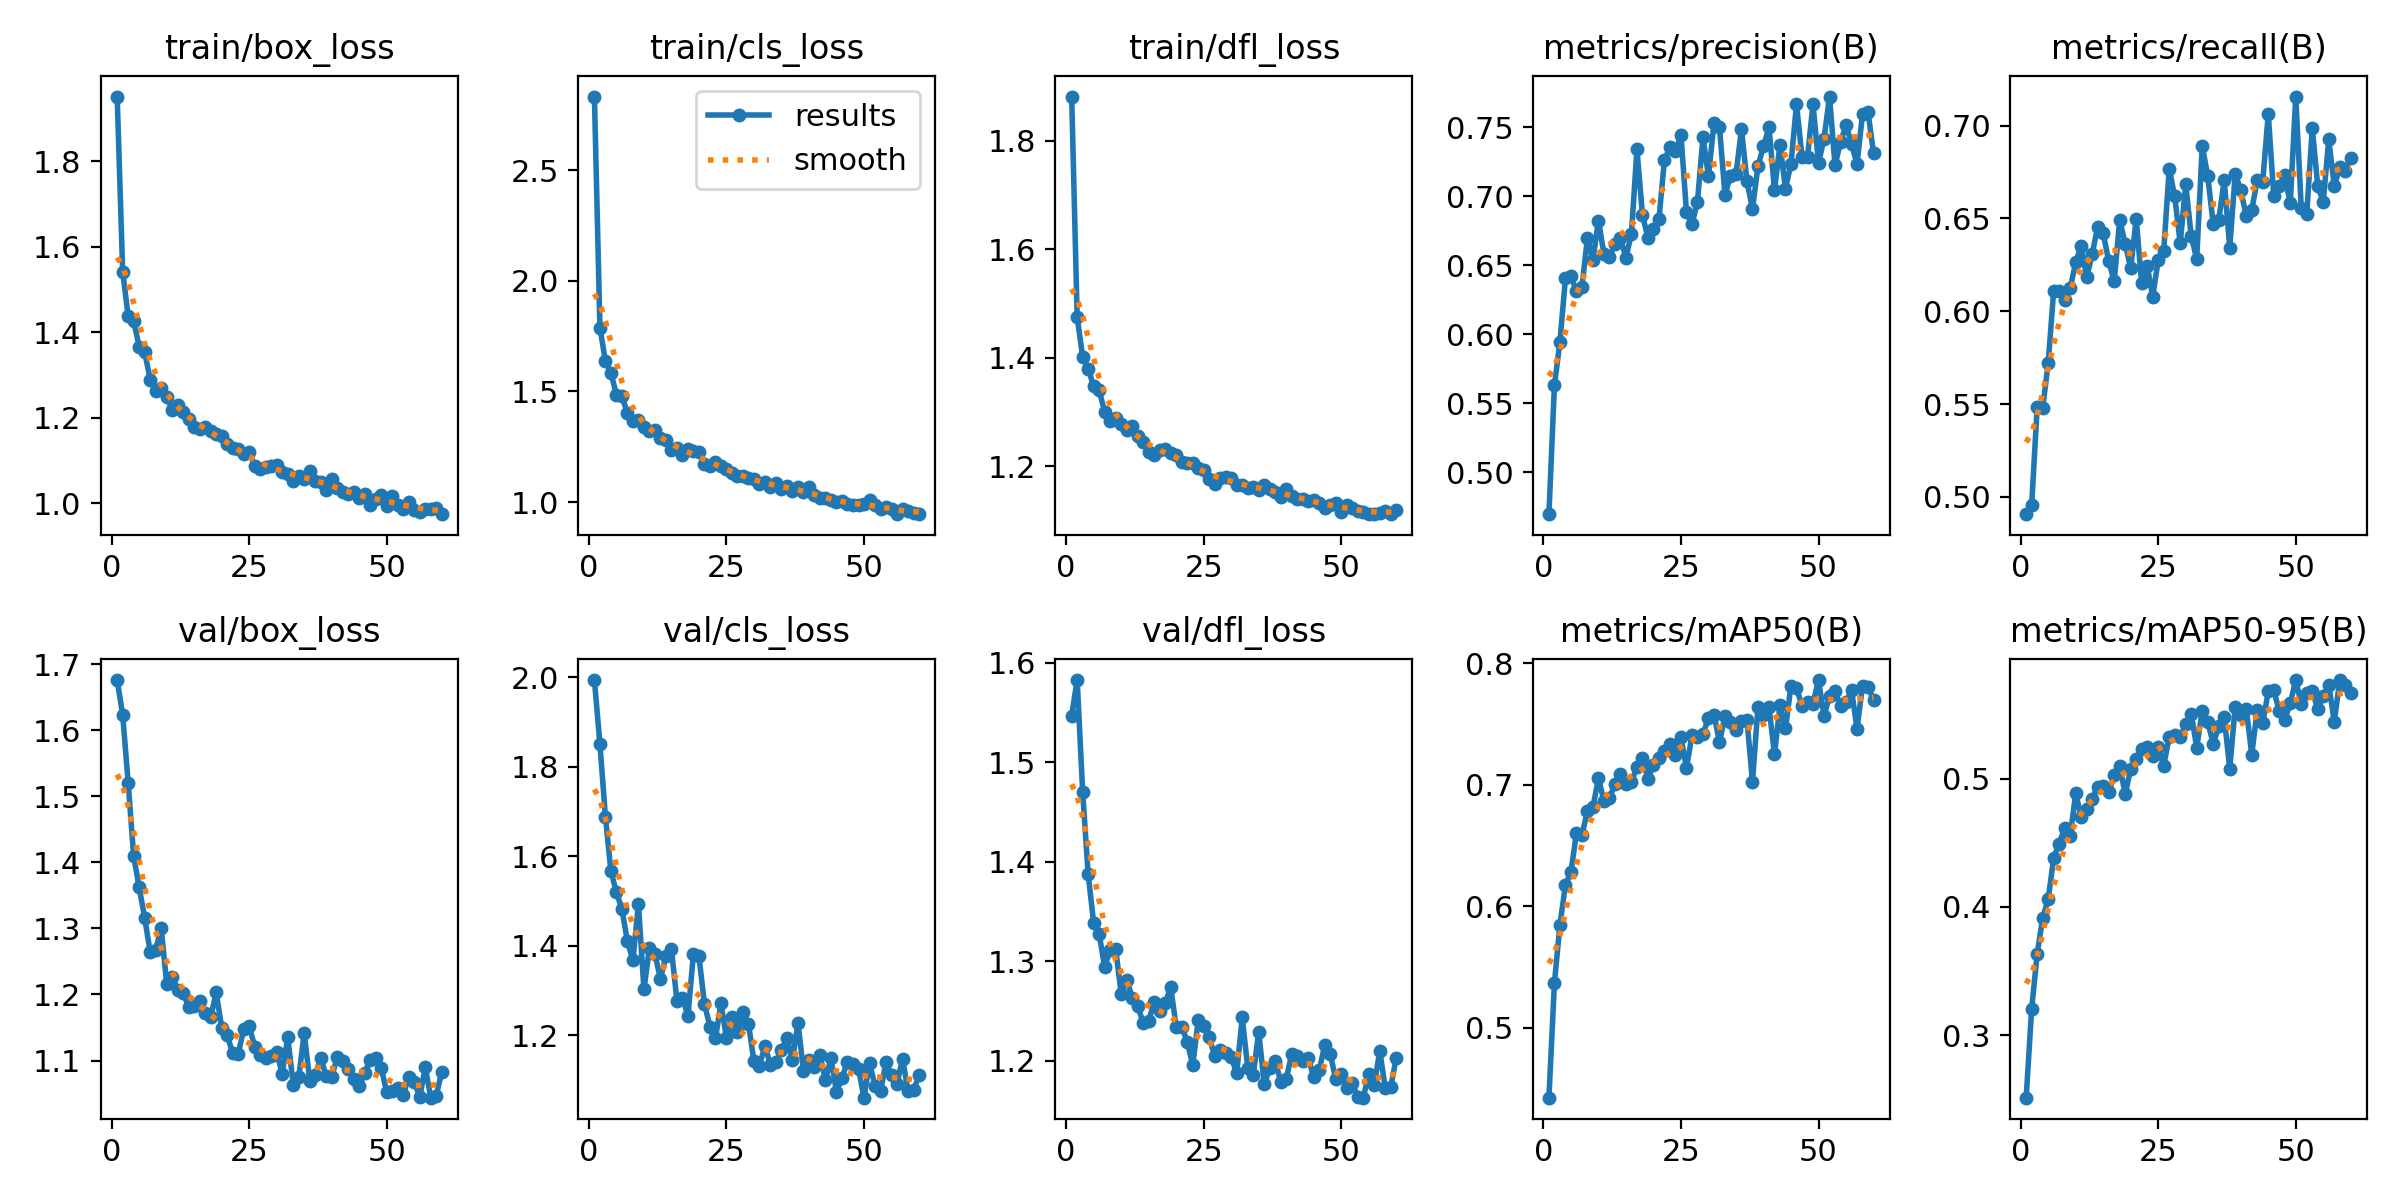 train/box_loss
1.8
1.6
1.4
1.2
1.0
0 25 50
train/cls_loss
results
smooth
2.5
2.0
1.5
1.0
0 25 50
train/dfl_loss
1.8
1.6
1.4
1.2
0 25 50
metrics/precision(B)
0.75
0.70
0.65
0.60
0.55
0.50
0 25 50
metrics/recall(B)
0.70
0.65
0.60
0.55
0.50
0 25 50
val/box_loss
1.7
1.6
1.5
1.4
1.3
1.2
1.1
0 25 50
val/cls_loss
2.0
1.8
1.6
1.4
1.2
0 25 50
val/dfl_loss
1.6
1.5
1.4
1.3
1.2
0 25 50
metrics/mAP50(B)
0.8
0.7
0.6
0.5
0 25 50
metrics/mAP50-95(B)
0.5
0.4
0.3
0 25 50